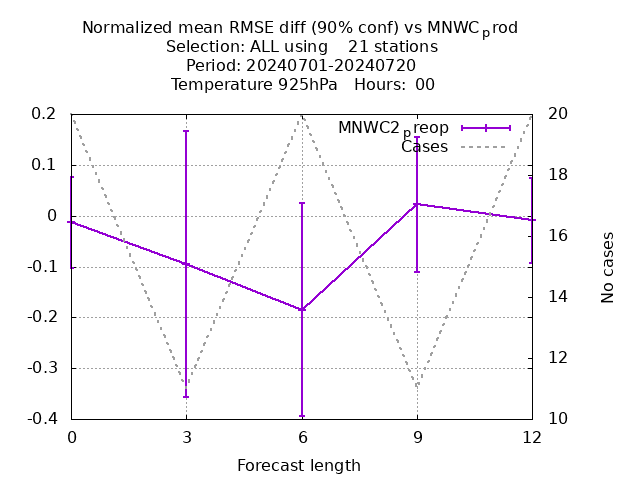 Normalized mean RMSE diff (90% conf) vs MNWC_prod
Selection: ALL using    21 stations
Period: 20240701-20240720
Temperature 925hPa   Hours:  00
MNWC2_preop
Cases
0.2
0.1
0
-0.1
-0.2
-0.3
-0.4
20
18
16
14
12
10
No cases
0 3 6 9 12
Forecast length